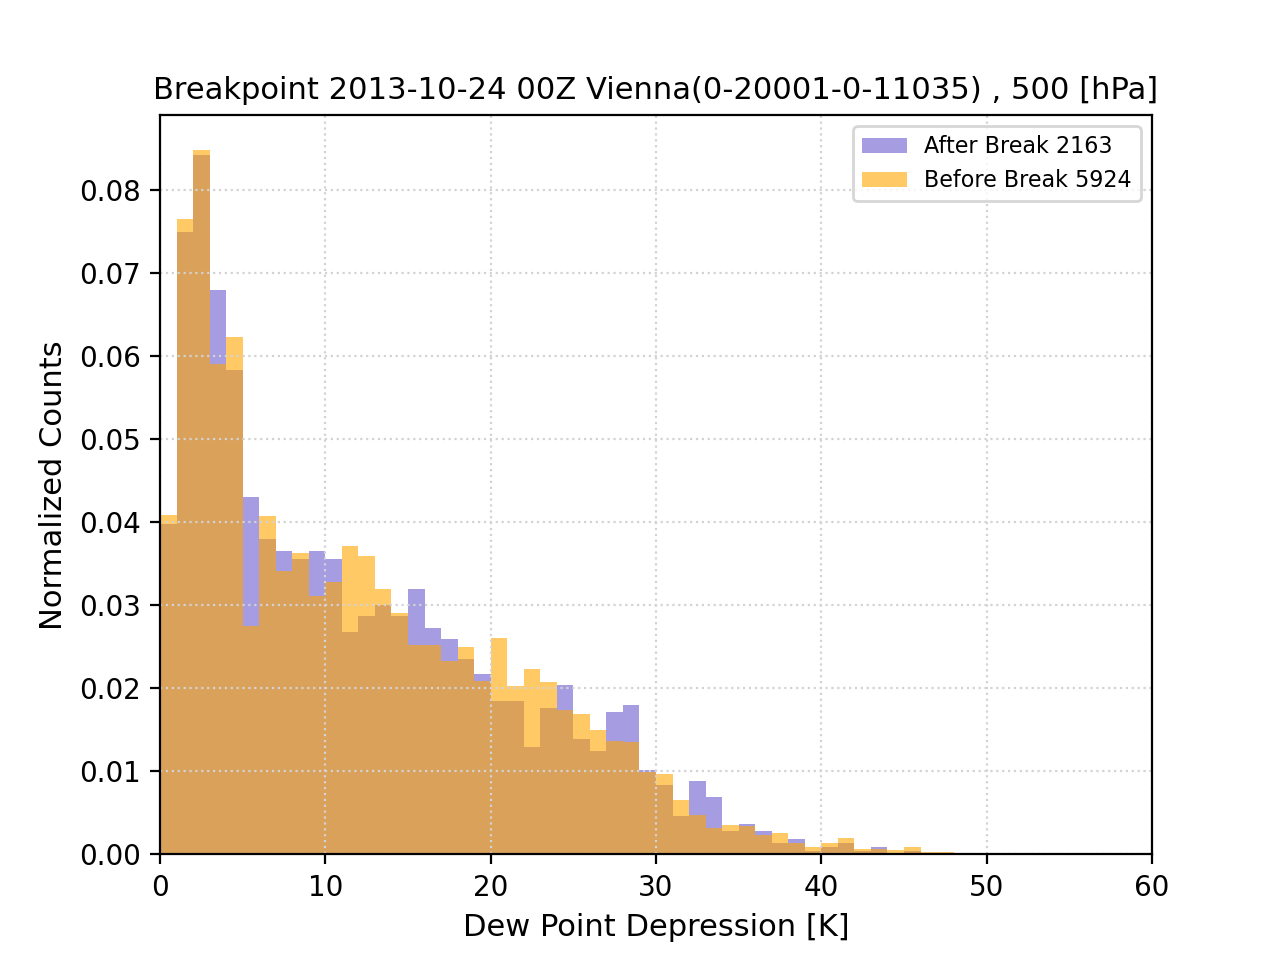 Breakpoint 2013-10-24 00Z Vienna(0-20001-0-11035) , 500 [hPa]
After Break 2163
Before Break 5924
Normalized Counts
0.08
0.07
0.06
0.05
0.04
0.03
0.02
0.01
0.00
0 10 20 30 40 50 60
Dew Point Depression [K]